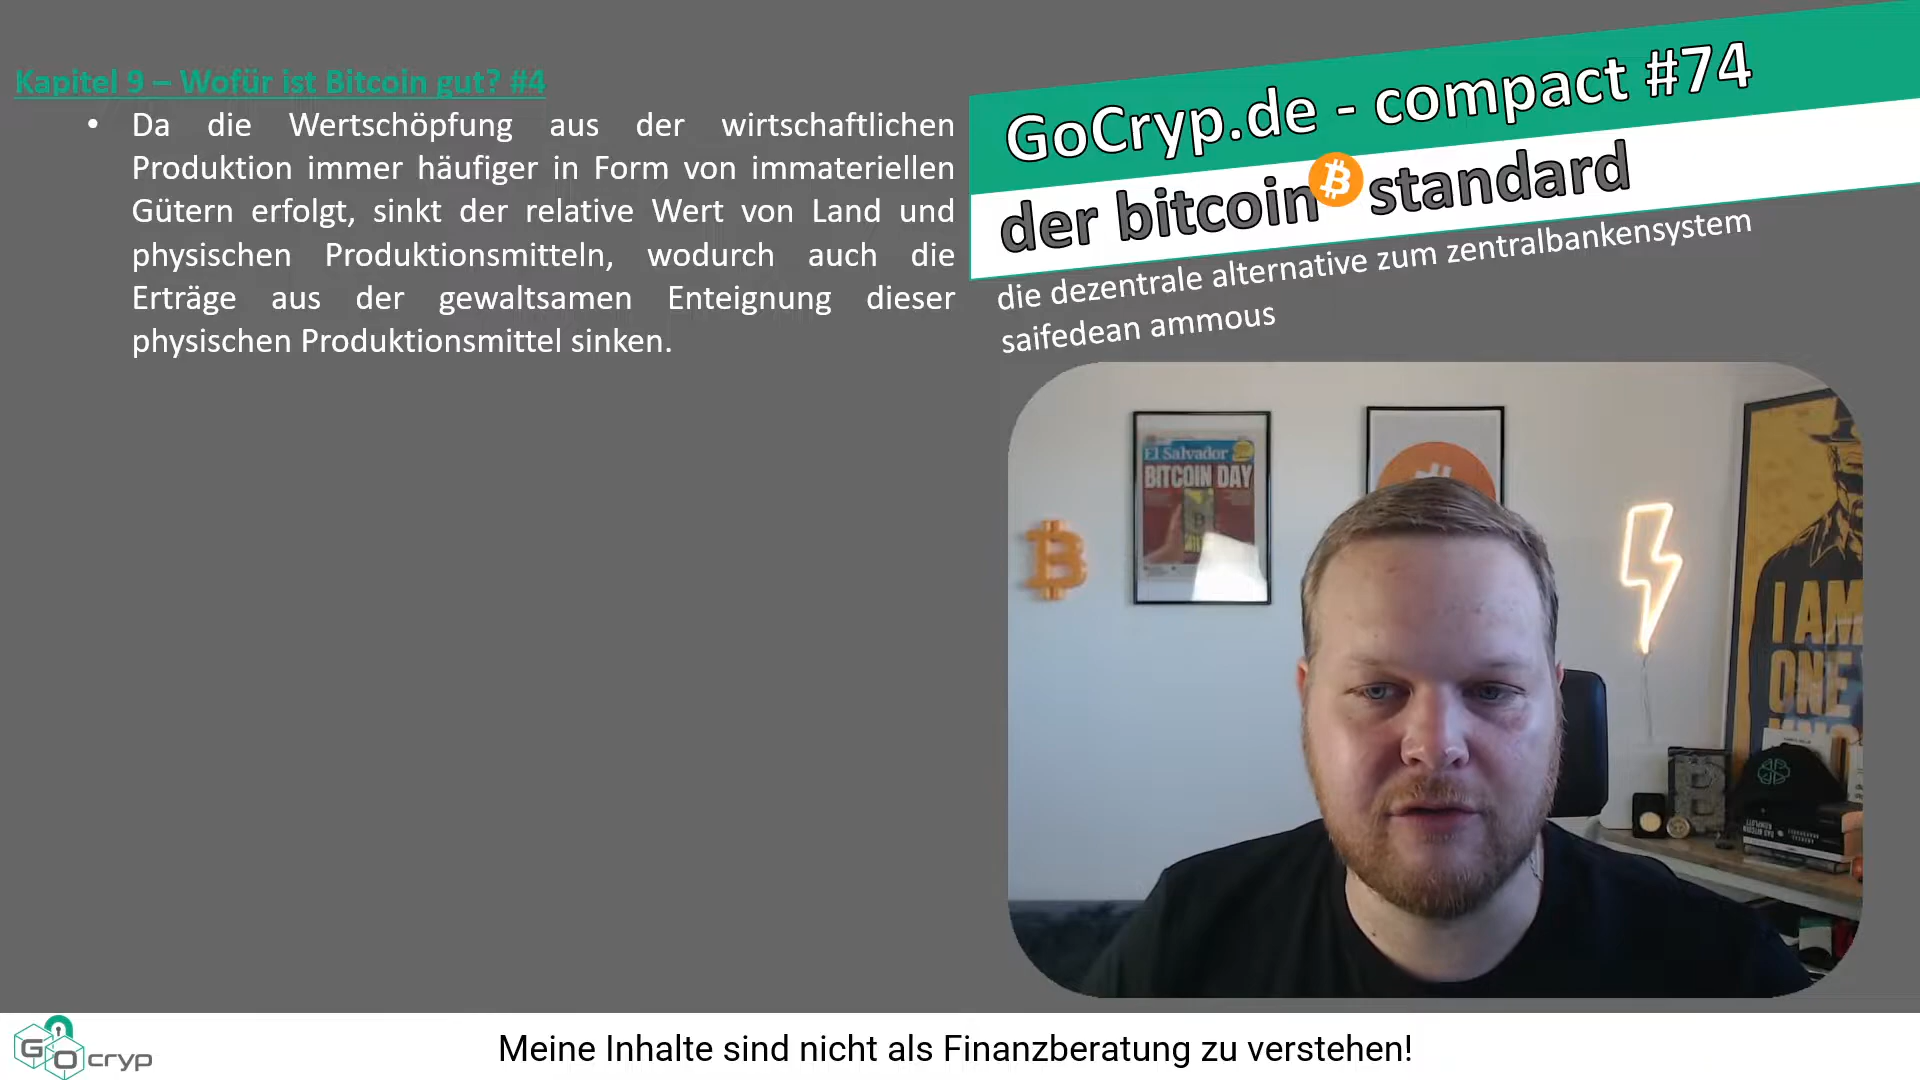 Kapitel 9 – Wofür ist Bitcoin gut? #4
• Da die Wertschöpfung aus der wirtschaftlichen
Produktion immer häufiger in Form von immateriellen
Gütern erfolgt, sinkt der relative Wert von Land und
physischen Produktionsmitteln, wodurch auch die
Erträge aus der gewaltsamen Enteignung dieser
physischen Produktionsmittel sinken.
GoCryp.de - compact #74
der bitcoin standard
die dezentrale alternative zum zentralbankensystem
saifedean ammous
El Salvador
BITCOIN DAY
I AM
ONE
GOcryp
Meine Inhalte sind nicht als Finanzberatung zu verstehen!